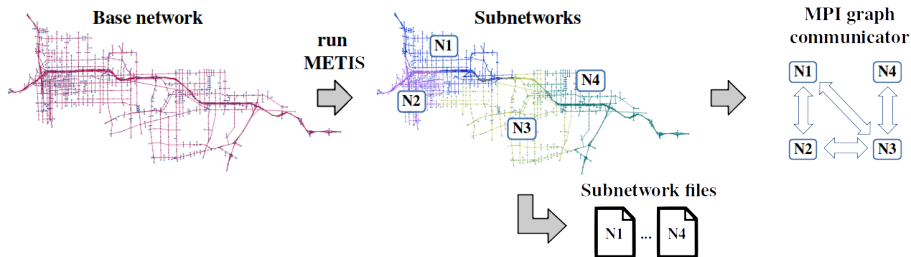 Base network
run
METIS
Subnetworks
N1
N2
N3
N4
MPI graph
communicator
N1
N4
N2
N3
Subnetwork files
N1 ... N4